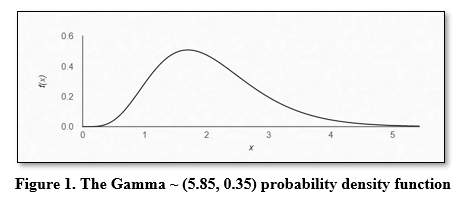 0.6
0.4
f(x)
0.2
0.0
0 1 2 3 4 5
x
Figure 1. The Gamma ~ (5.85, 0.35) probability density function